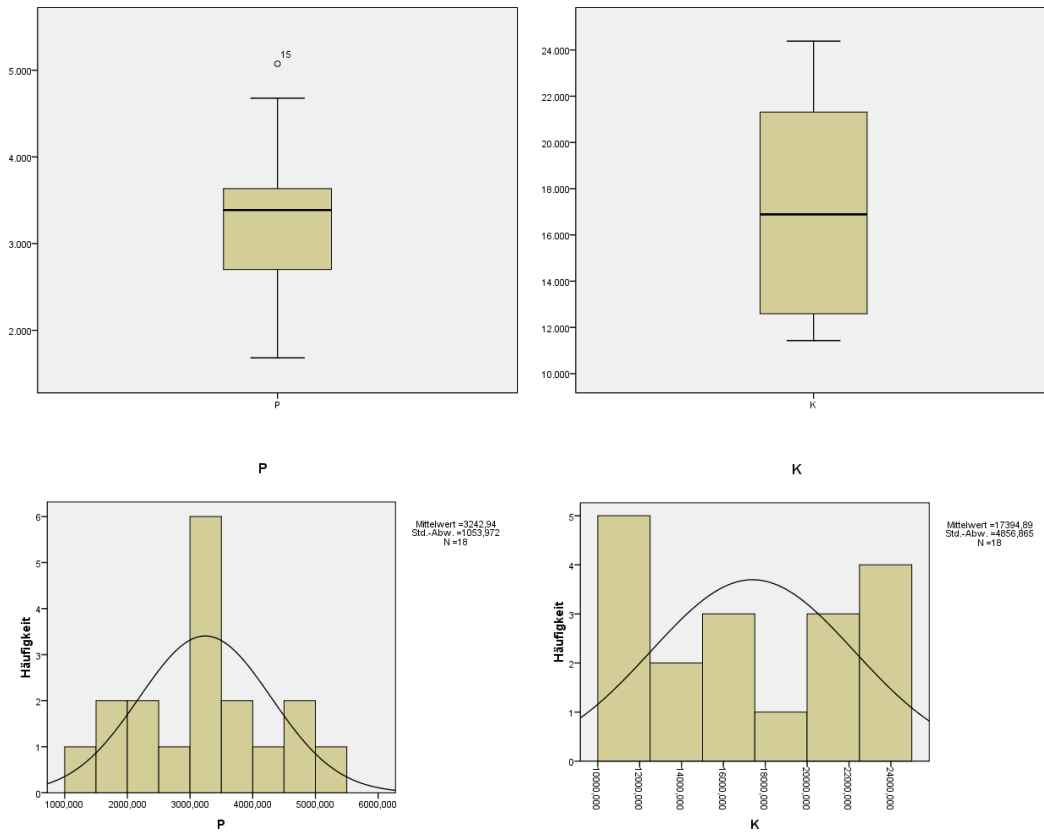 15
5.000
4.000
3.000
2.000
P
24.000
22.000
20.000
18.000
16.000
14.000
12.000
10.000
K
P
Mittelwert =3242,94
Std.-Abw. =1053,972
N =18
Häufigkeit
6
5
4
3
2
1
0
1000,000
2000,000
3000,000
4000,000
5000,000
6000,000
P
K
Mittelwert =17394,89
Std.-Abw. =4856,865
N =18
Häufigkeit
5
4
3
2
1
0
10000,000
12000,000
14000,000
16000,000
18000,000
20000,000
22000,000
24000,000
K